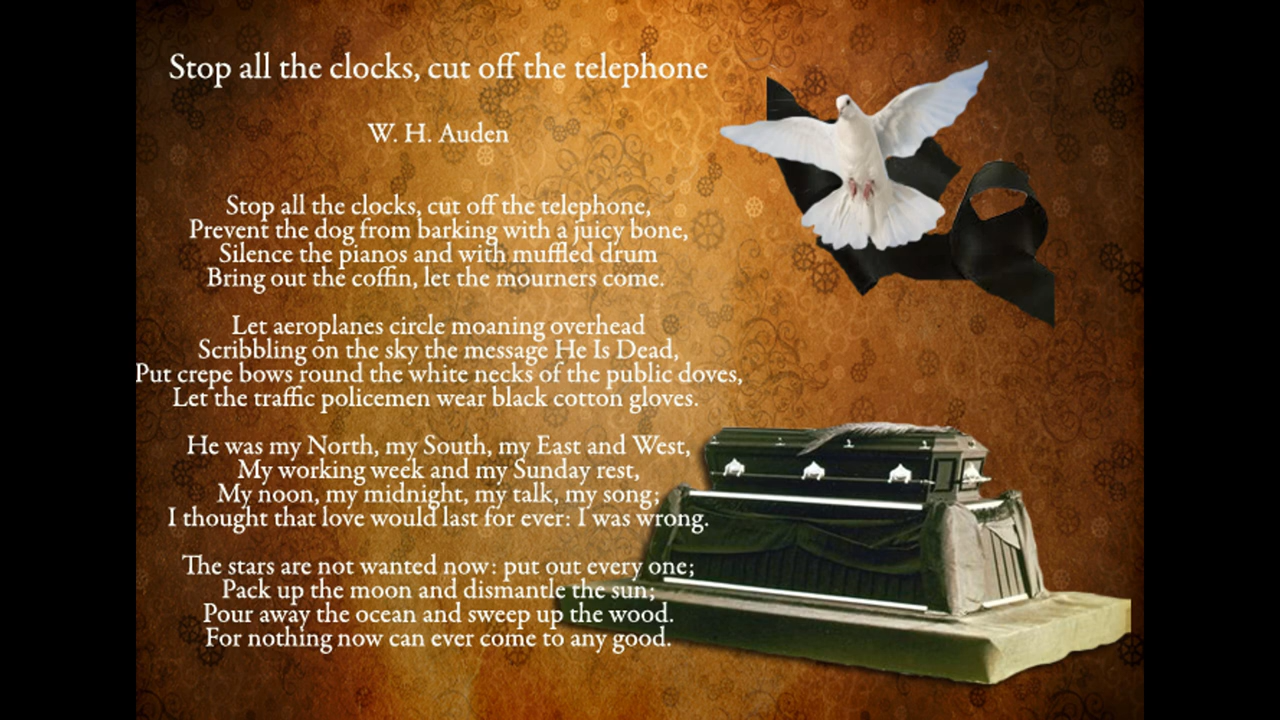 Stop all the clocks, cut off the telephone
W. H. Auden
Stop all the clocks, cut off the telephone,
Prevent the dog from barking with a juicy bone,
Silence the pianos and with muffled drum
Bring out the coffin, let the mourners come.
Let aeroplanes circle moaning overhead
Scribbling on the sky the message He Is Dead,
Put crepe bows round the white necks of the public doves,
Let the traffic policemen wear black cotton gloves.
He was my North, my South, my East and West,
My working week and my Sunday rest,
My noon, my midnight, my talk, my song;
I thought that love would last for ever: I was wrong.
The stars are not wanted now: put out every one;
Pack up the moon and dismantle the sun;
Pour away the ocean and sweep up the wood.
For nothing now can ever come to any good.